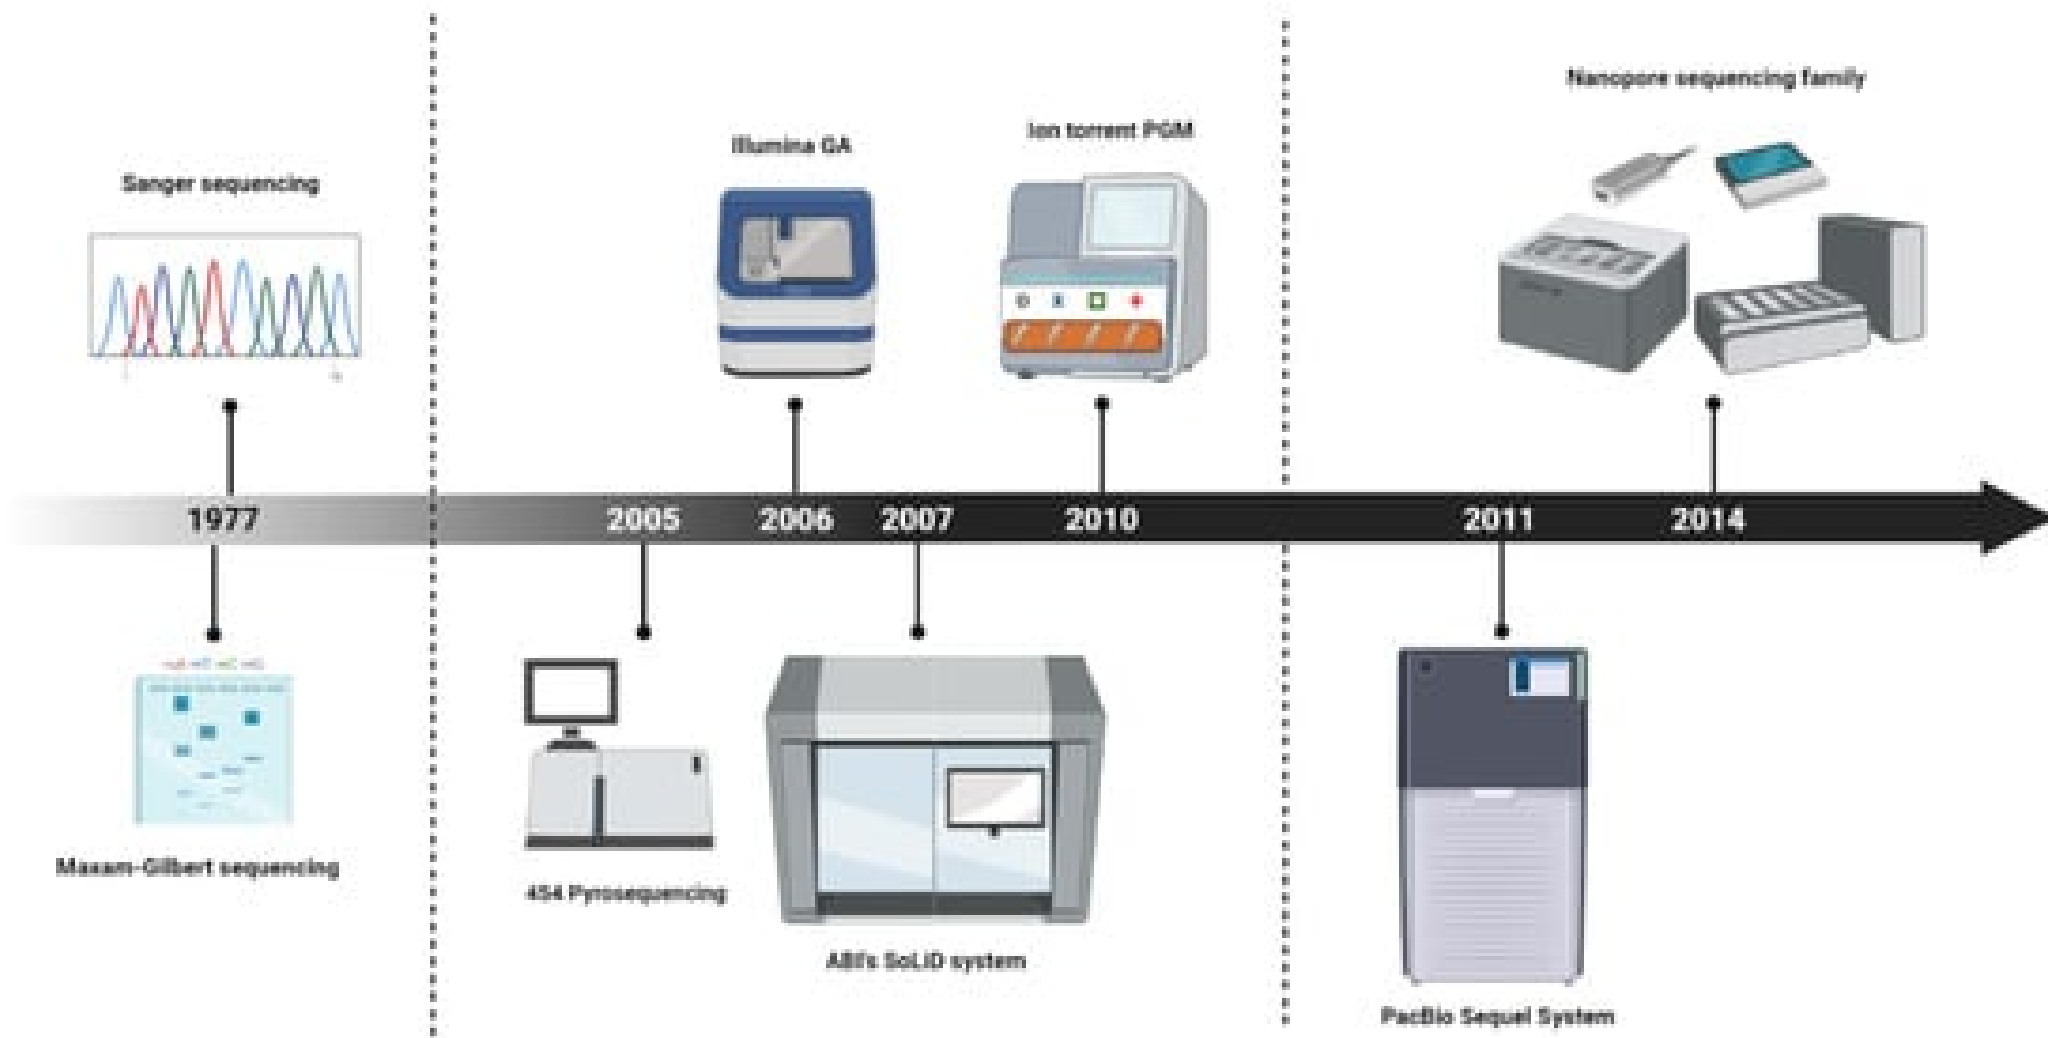 Nanopore sequencing family
Ion torrent PGM
Illumina GA
Sanger sequencing
1977
2005
2006
2007
2010
2011
2014
Maxam-Gilbert sequencing
454 Pyrosequencing
ABI's SoLiD system
PacBio Sequel System